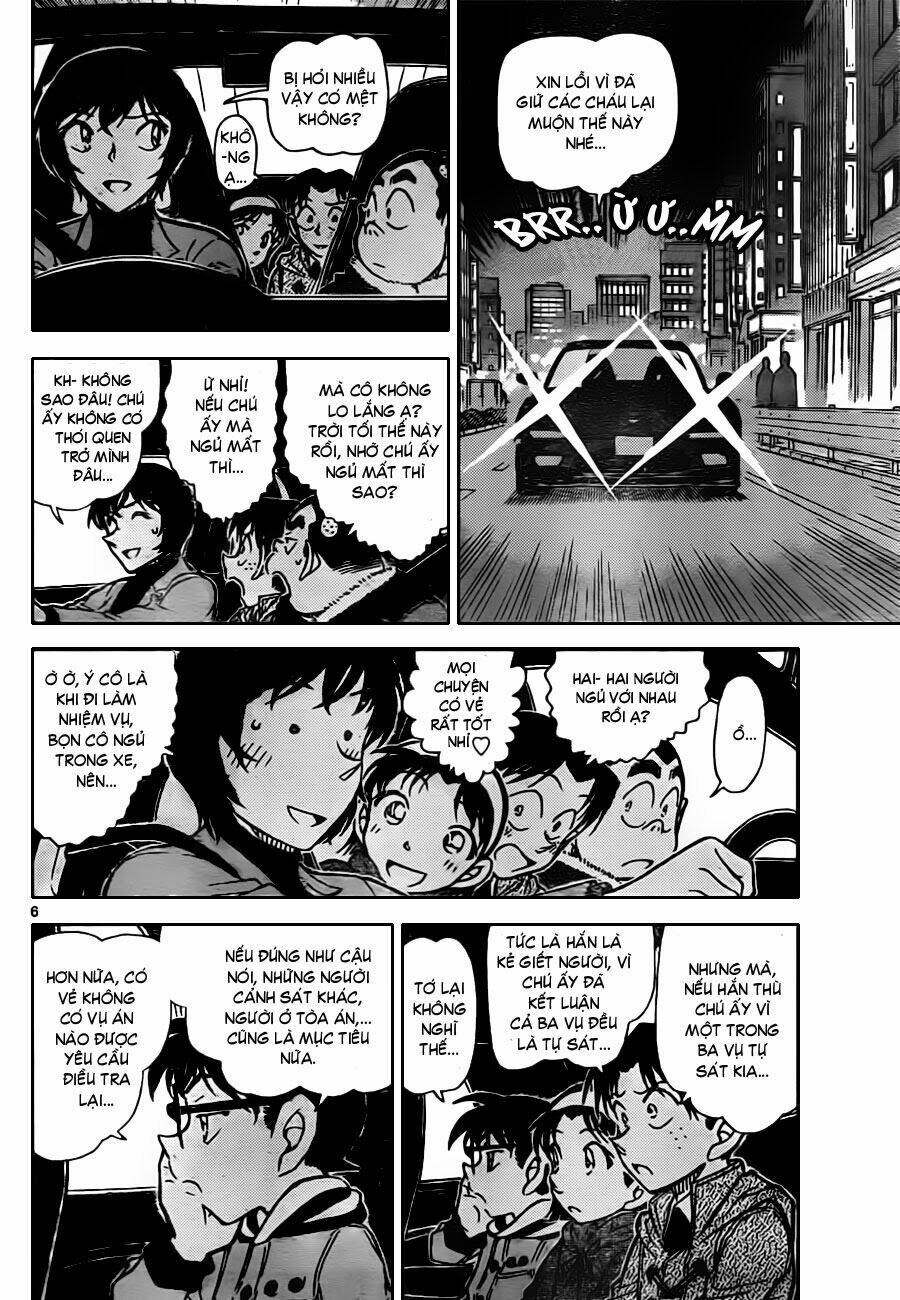 XIN LỖI VÌ ĐÃ
GIỮ CÁC CHÁU LẠI
MUỘN THẾ NÀY
NHÉ...
BRR.. Ừ Ư..MM
BỊ HỎI NHIỀU
VẬY CÓ MỆT
KHÔNG?
KHÔ
-NG
Ạ...
MÀ CÔ KHÔNG
LO LẮNG Ạ?
TRỜI TỐI THẾ NÀY
RỒI, NHỠ CHÚ ẤY
NGỦ MẤT THÌ
SAO?
Ừ NHỈ!
NẾU CHÚ
ẤY MÀ
NGỦ MẤT
THÌ...
KH- KHÔNG
SAO ĐÂU! CHÚ
ẤY KHÔNG CÓ
THÓI QUEN
TRỞ MÌNH
ĐÂU...
Ồ...
HAI- HAI NGƯỜI
NGỦ VỚI NHAU
RỒI Ạ?
MỌI
CHUYỆN
CÓ VẺ
RẤT TỐT
NHỈ♡
Ở Ờ, Ý CÔ LÀ
KHI ĐI LÀM
NHIỆM VỤ,
BỌN CÔ NGỦ
TRONG XE,
NÊN...
6
NHƯNG MÀ,
NẾU HẮN THÙ
CHÚ ẤY VÌ
MỘT TRONG
BA VỤ TỰ
SÁT KIA...
TỨC LÀ HẮN LÀ
KẺ GIẾT NGƯỜI, VÌ
CHÚ ẤY ĐÃ
KẾT LUẬN
CẢ BA VỤ ĐỀU
LÀ TỰ SÁT...
TỚ LẠI
KHÔNG
NGHĨ
THẾ...
NẾU ĐÚNG NHƯ CẬU
NÓI, NHỮNG NGƯỜI
CẢNH SÁT KHÁC,
NGƯỜI Ở TÒA ÁN,...
CŨNG LÀ MỤC TIÊU
NỮA.
HƠN NỮA, CÓ
VẺ KHÔNG
CÓ VỤ ÁN
NÀO ĐƯỢC
YÊU CẦU
ĐIỀU TRA
LẠI...